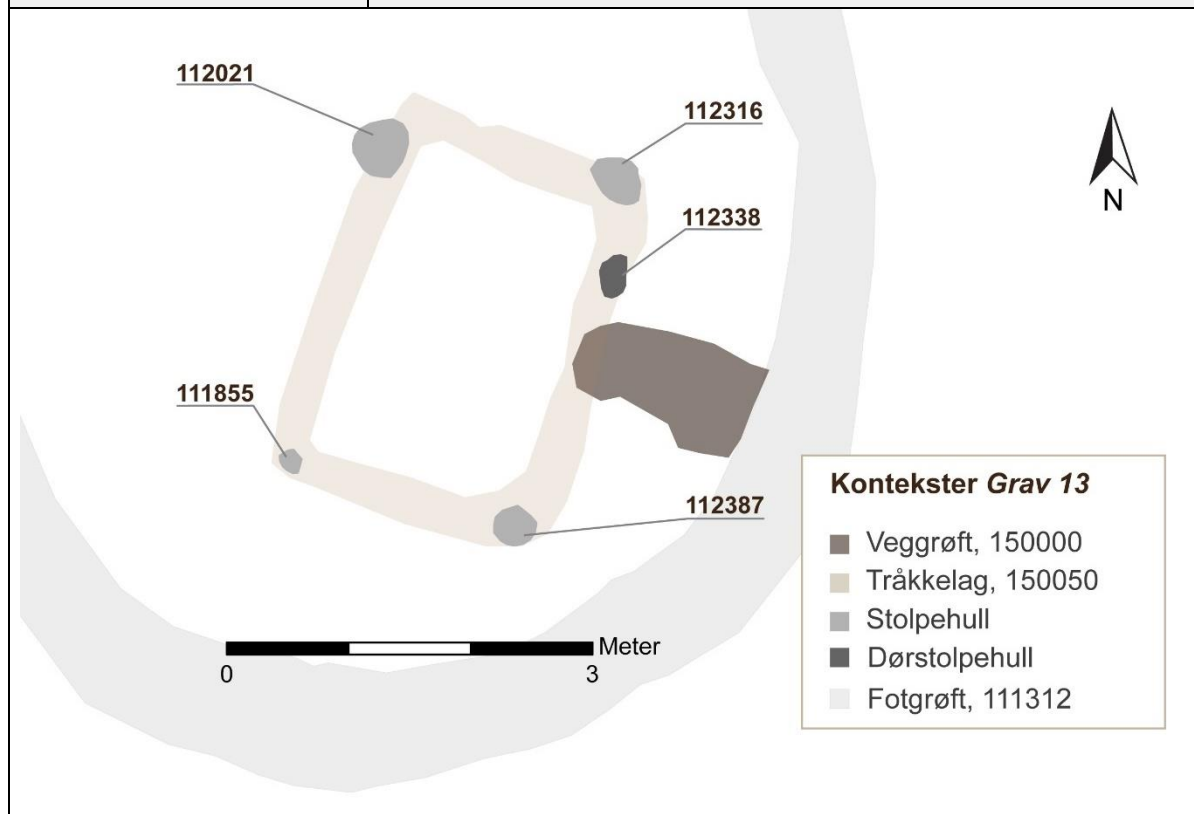 112021
112316
N
112338
111855
112387
Kontekster Grav 13
Veggrøft, 150000
Tråkkelag, 150050
Stolpehull
Dørstolpehull
Fotgrøft, 111312
Meter
0 3